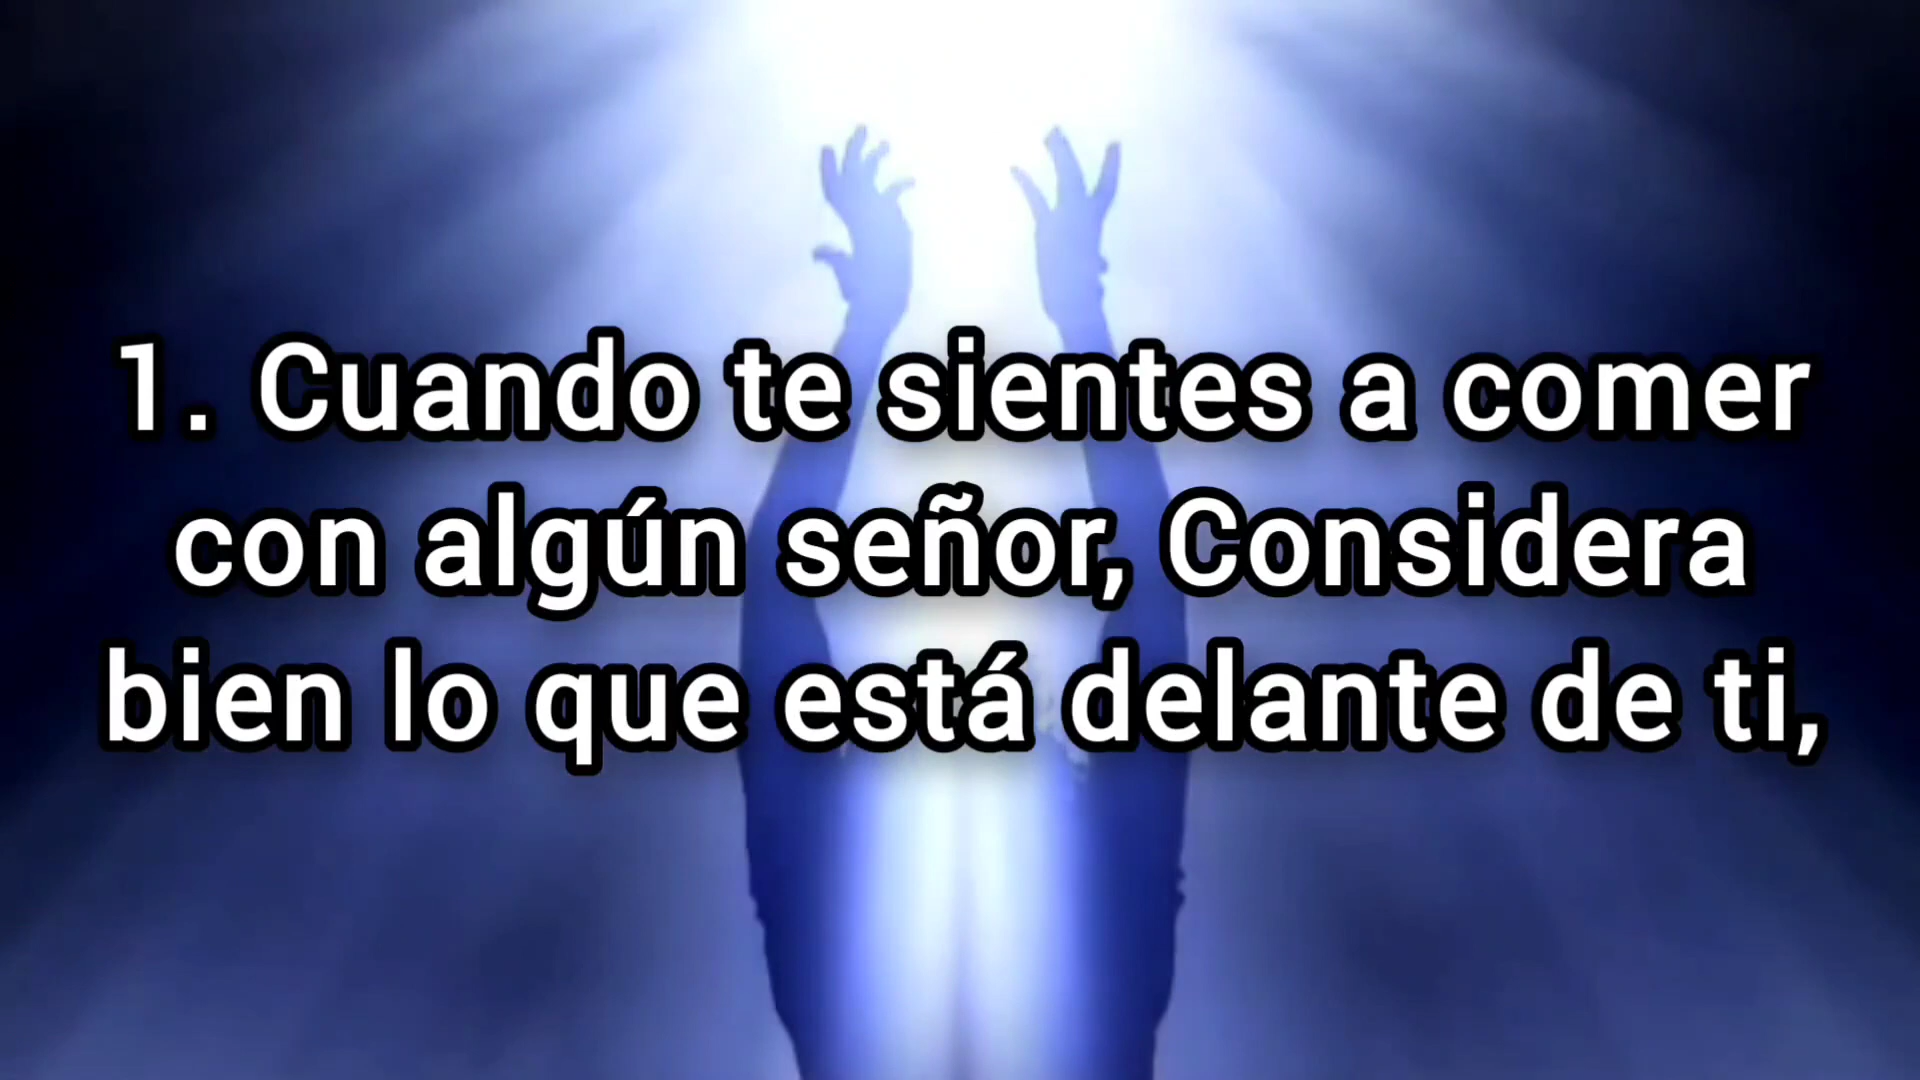 1. Cuando te sientes a comer
con algún señor, Considera
bien lo que está delante de ti,